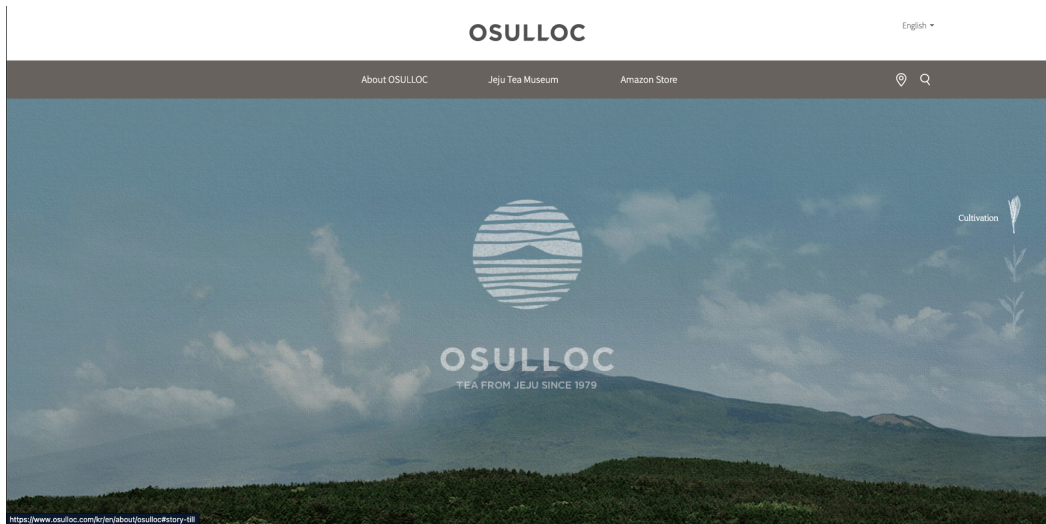 OSULLOC
English
About OSULLOC
Jeju Tea Museum
Amazon Store
Cultivation
OSULLOC
TEA FROM JEJU SINCE 1979
https://www.osulloc.com/kr/en/about/osulloc#story-till